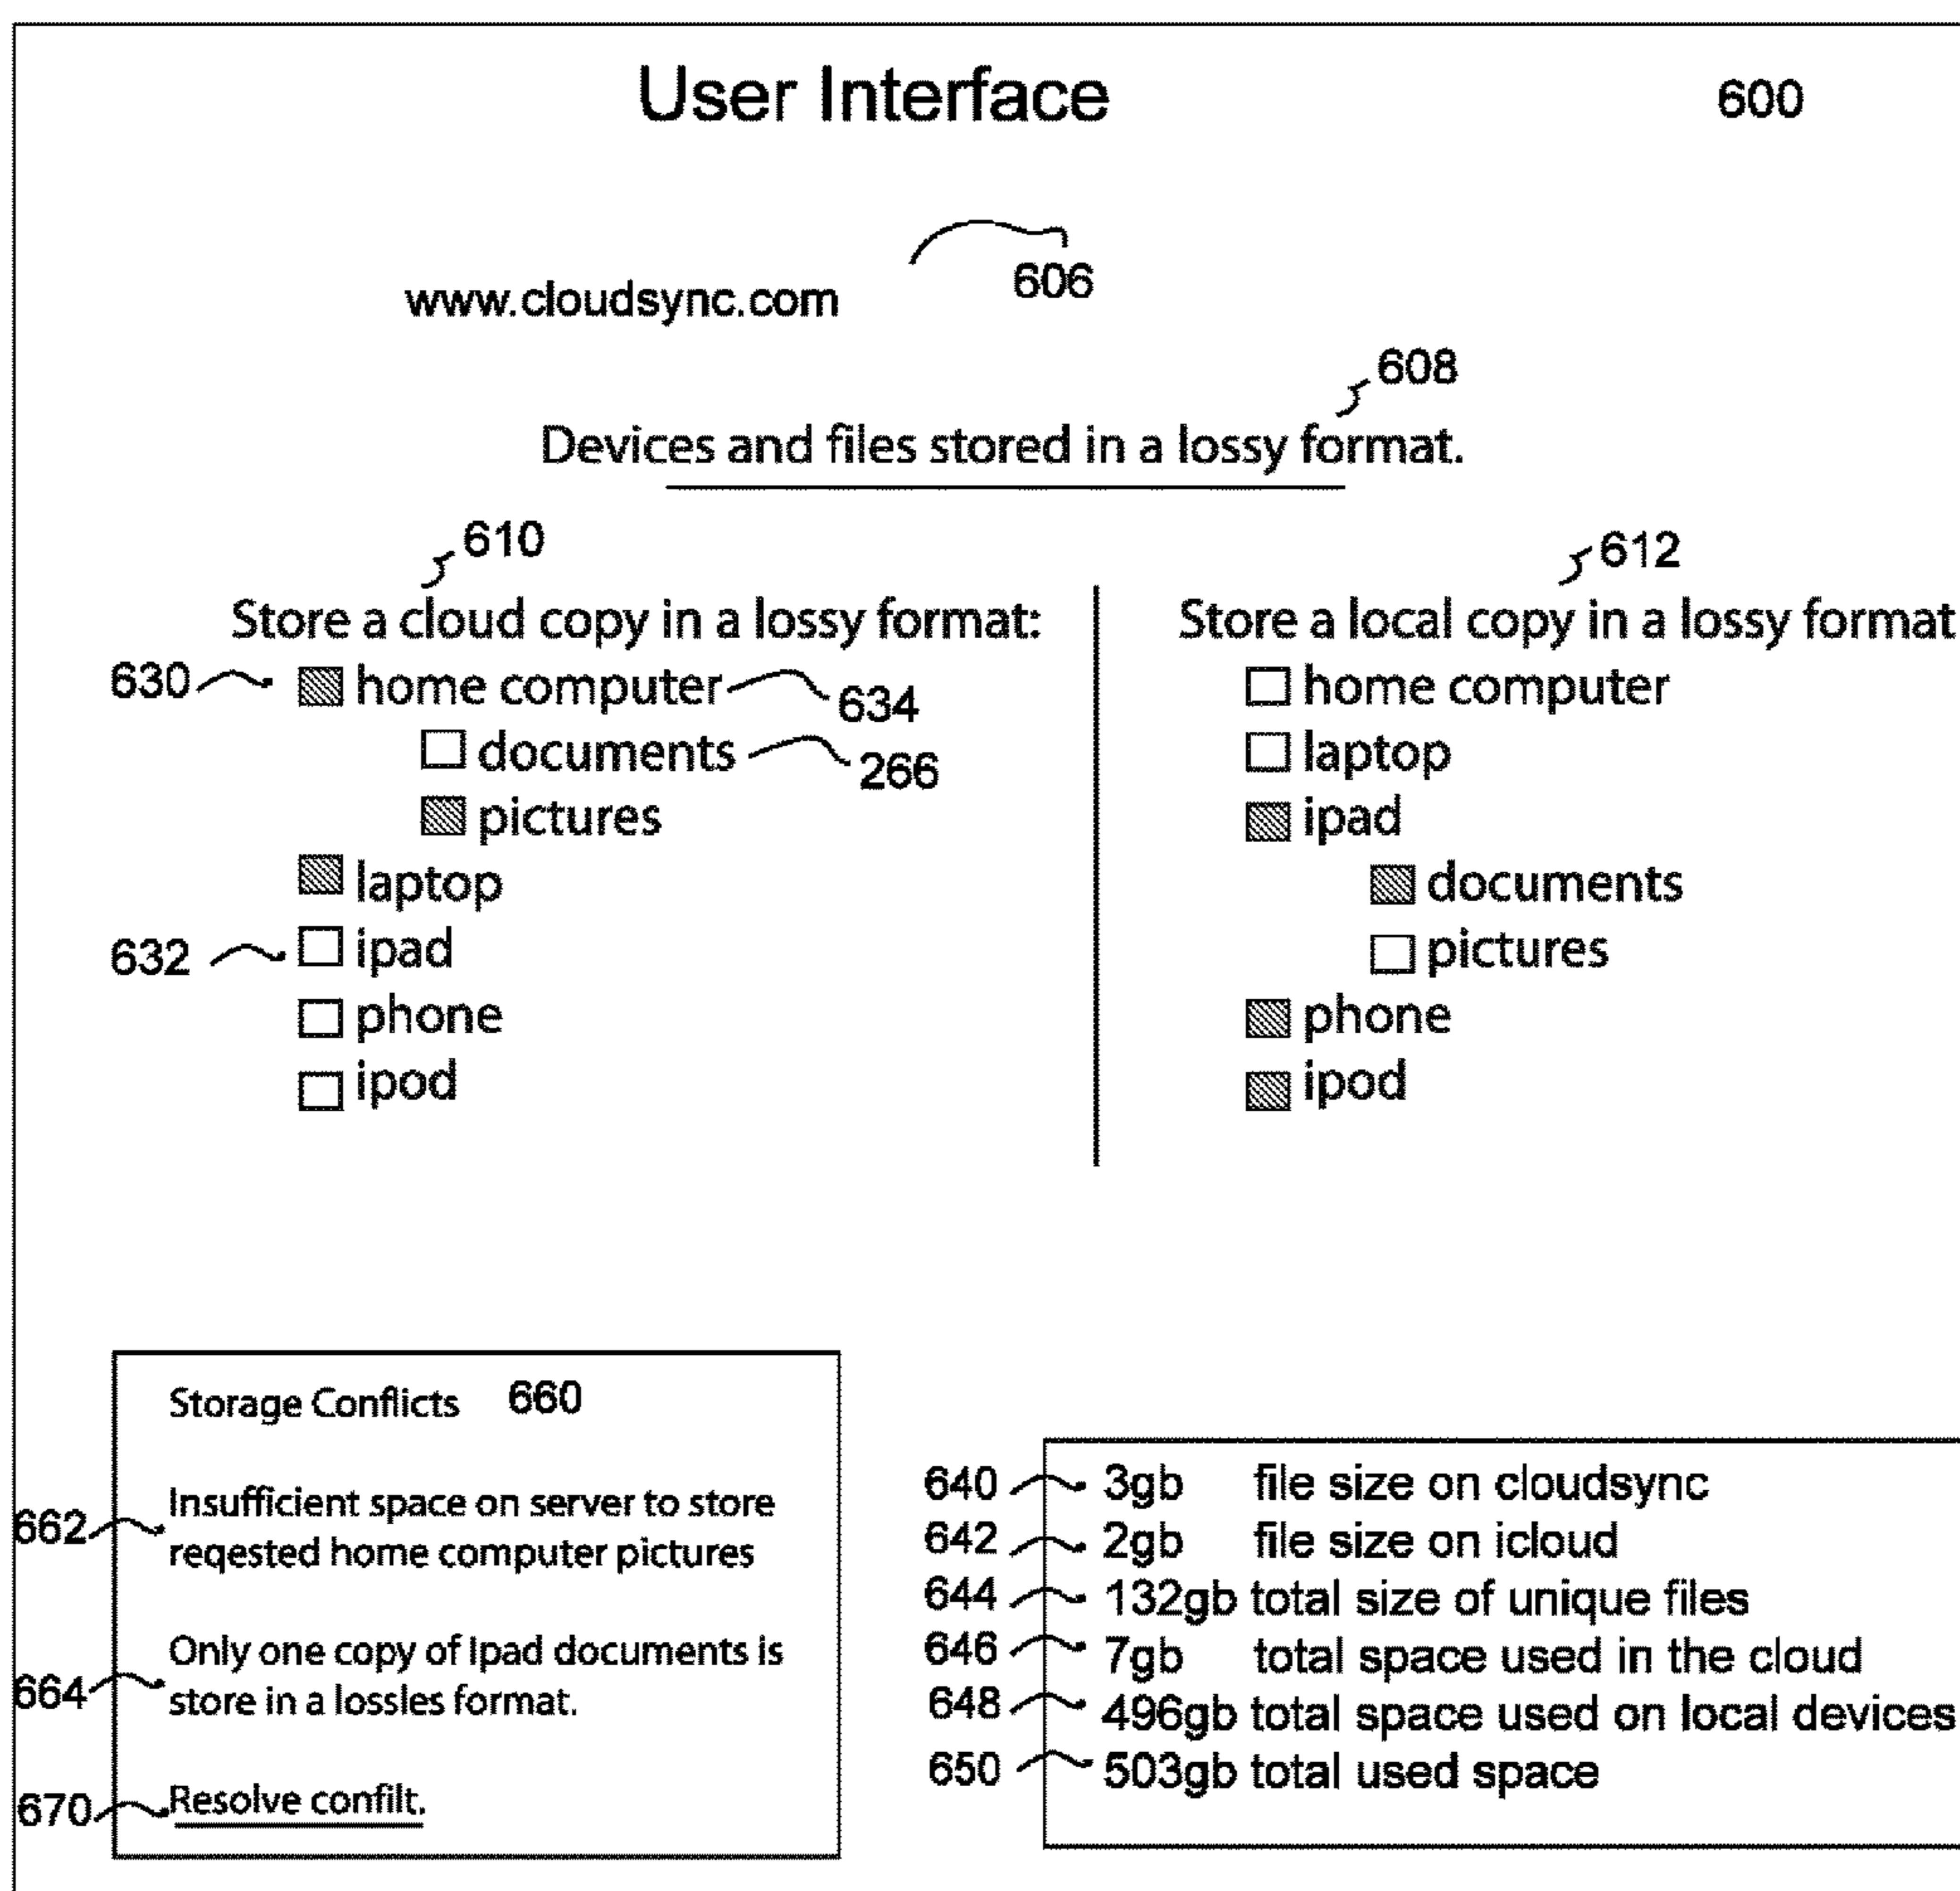 User Interface 600
606
www.cloudsync.com
608
Devices and files stored in a lossy format.
610
Store a cloud copy in a lossy format:
630 home computer 634
documents 266
pictures
laptop
632 ipad
phone
ipod
612
Store a local copy in a lossy format
home computer
laptop
ipad
documents
pictures
phone
ipod
Storage Conflicts 660
662 Insufficient space on server to store
reqested home computer pictures
664 Only one copy of Ipad documents is
store in a lossles format.
670 Resolve confilt.
640 3gb file size on cloudsync
642 2gb file size on icloud
644 132gb total size of unique files
646 7gb total space used in the cloud
648 496gb total space used on local devices
650 503gb total used space